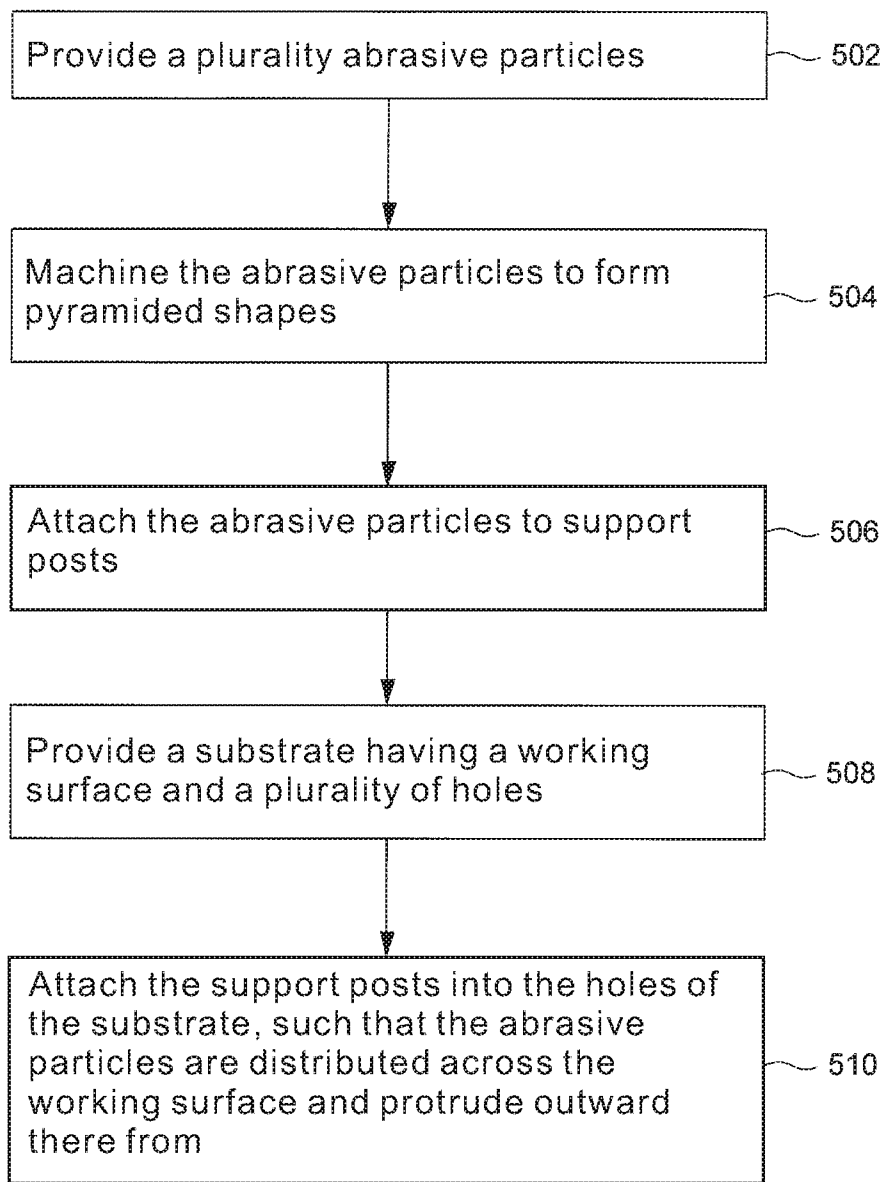 Provide a plurality abrasive particles
502
Machine the abrasive particles to form
pyramided shapes
504
Attach the abrasive particles to support
posts
506
Provide a substrate having a working
surface and a plurality of holes
508
Attach the support posts into the holes of
the substrate, such that the abrasive
particles are distributed across the
working surface and protrude outward
there from
510